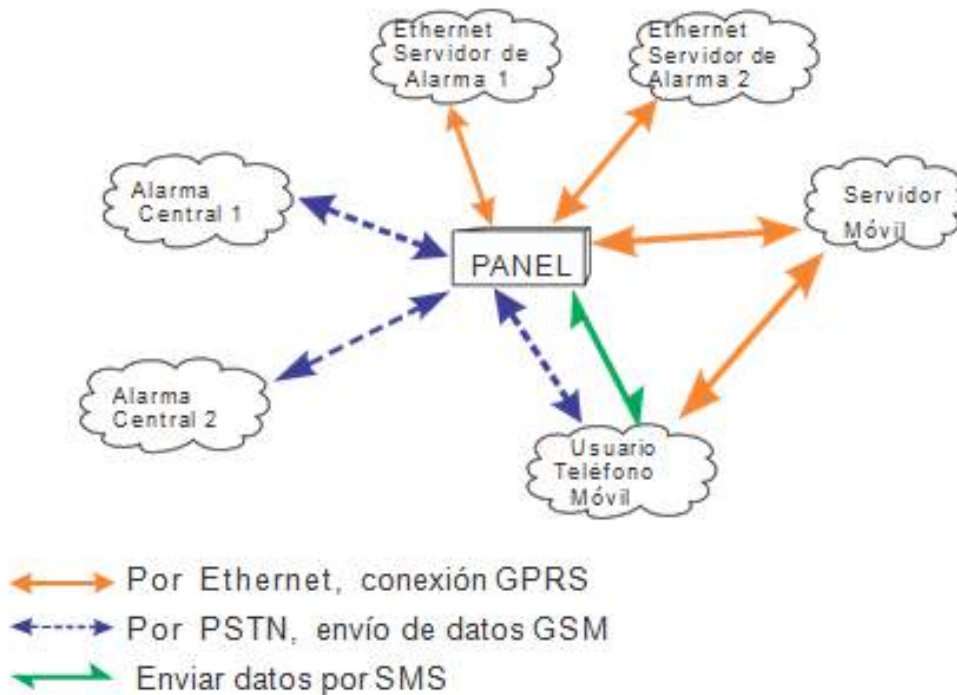 Ethernet
Servidor de
Alarma 1
Ethernet
Servidor de
Alarma 2
Alarma
Central 1
Servidor
Móvil
PANEL
Alarma
Central 2
Usuario
Teléfono
Móvil
Por Ethernet, conexión GPRS
Por PSTN, envío de datos GSM
Enviar datos por SMS